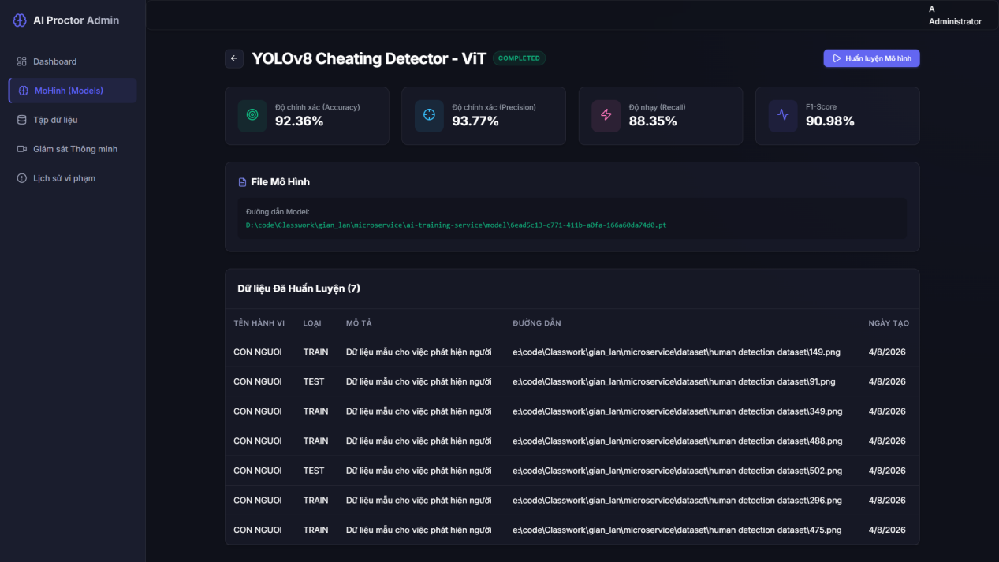 AI Proctor Admin
A
Administrator
Dashboard
MoHinh (Models)
Tập dữ liệu
Giám sát Thông minh
Lịch sử vi phạm
YOLOv8 Cheating Detector - ViT COMPLETED
Huấn luyện Mô hình
Độ chính xác (Accuracy)
92.36%
Độ chính xác (Precision)
93.77%
Độ nhạy (Recall)
88.35%
F1-Score
90.98%
File Mô Hình
Đường dẫn Model:
D:\code\Classwork\gian_lan\microservice\ai-training-service\model\6ead5c13-c771-411b-a0fa-166a60da74d0.pt
Dữ liệu Đã Huấn Luyện (7)
TÊN HÀNH VI LOẠI MÔ TẢ ĐƯỜNG DẪN NGÀY TẠO
CON NGUOI TRAIN Dữ liệu mẫu cho việc phát hiện người e:\code\Classwork\gian_lan\microservice\dataset\human detection dataset\149.png 4/8/2026
CON NGUOI TEST Dữ liệu mẫu cho việc phát hiện người e:\code\Classwork\gian_lan\microservice\dataset\human detection dataset\91.png 4/8/2026
CON NGUOI TRAIN Dữ liệu mẫu cho việc phát hiện người e:\code\Classwork\gian_lan\microservice\dataset\human detection dataset\349.png 4/8/2026
CON NGUOI TRAIN Dữ liệu mẫu cho việc phát hiện người e:\code\Classwork\gian_lan\microservice\dataset\human detection dataset\488.png 4/8/2026
CON NGUOI TEST Dữ liệu mẫu cho việc phát hiện người e:\code\Classwork\gian_lan\microservice\dataset\human detection dataset\502.png 4/8/2026
CON NGUOI TRAIN Dữ liệu mẫu cho việc phát hiện người e:\code\Classwork\gian_lan\microservice\dataset\human detection dataset\296.png 4/8/2026
CON NGUOI TRAIN Dữ liệu mẫu cho việc phát hiện người e:\code\Classwork\gian_lan\microservice\dataset\human detection dataset\475.png 4/8/2026